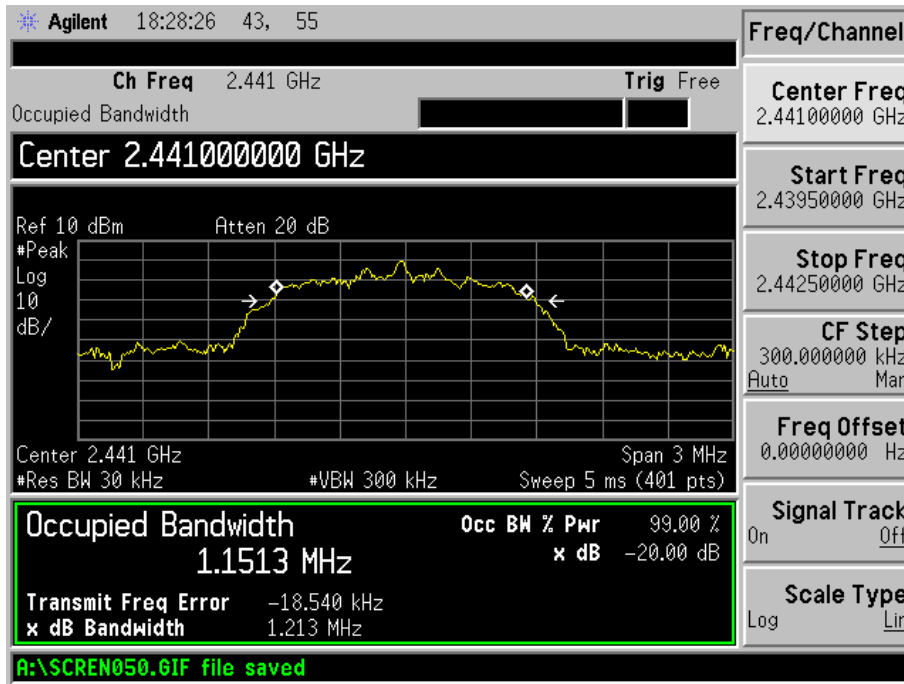 Agilent 18:28:26 43, 55
Freq/Channel
Ch Freq 2.441 GHz Trig Free
Occupied Bandwidth
Center 2.441000000 GHz
Ref 10 dBm Atten 20 dB
#Peak
Log
10
dB/
Center 2.441 GHz Span 3 MHz
#Res BW 30 kHz #VBW 300 kHz Sweep 5 ms (401 pts)
Occupied Bandwidth Occ BW % Pwr 99.00 %
1.1513 MHz x dB -20.00 dB
Transmit Freq Error -18.540 kHz
x dB Bandwidth 1.213 MHz
A:\SCREN050.GIF file saved
Center Freq
2.44100000 GHz
Start Freq
2.43950000 GHz
Stop Freq
2.44250000 GHz
CF Step
300.000000 kHz
Auto Man
Freq Offset
0.00000000 Hz
Signal Track
On Off
Scale Type
Log Lin